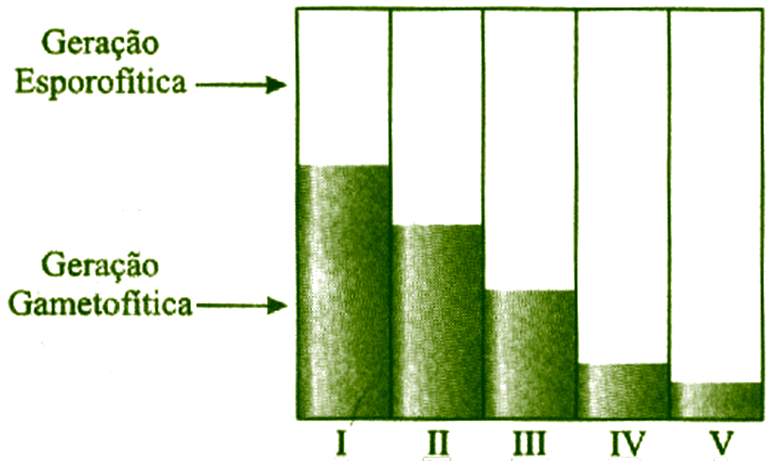 Geração
Esporofítica
Geração
Gametofítica
I II III IV V